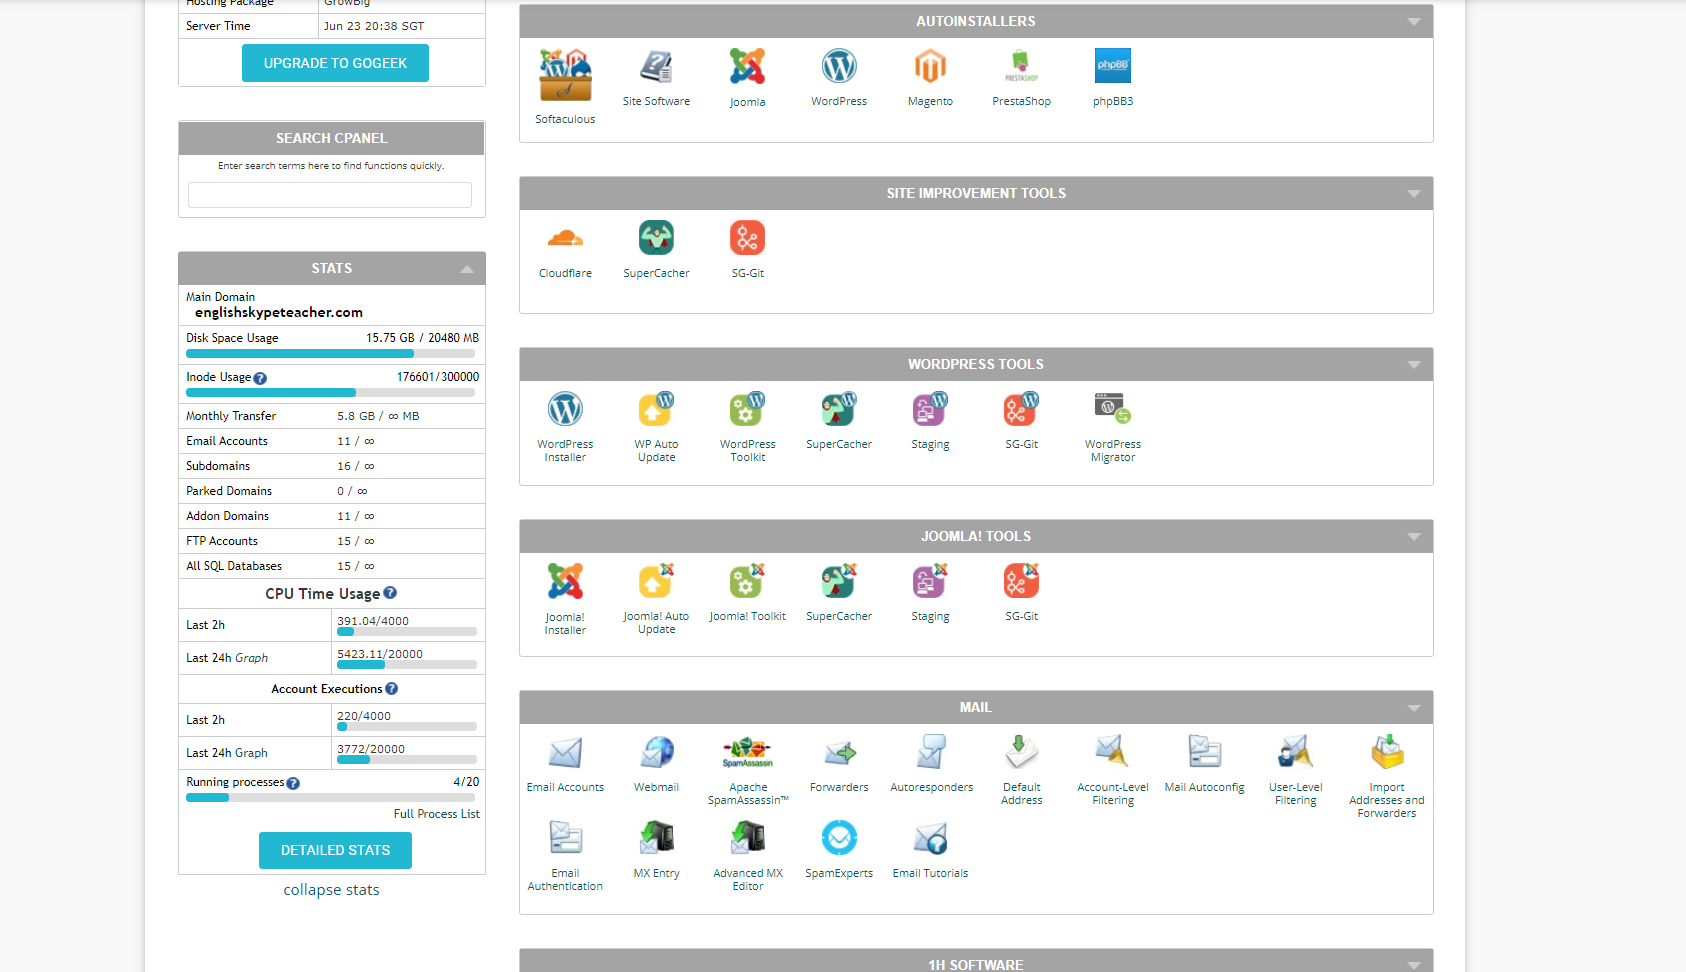 Hosting Package GrowBig
Server Time Jun 23 20:38 SGT
UPGRADE TO GOGEEK
SEARCH CPANEL
Enter search terms here to find functions quickly.
STATS
Main Domain
englishskypeteacher.com
Disk Space Usage 15.75 GB / 20480 MB
Inode Usage ? 176601/300000
Monthly Transfer 5.8 GB / ∞ MB
Email Accounts 11 / ∞
Subdomains 16 / ∞
Parked Domains 0 / ∞
Addon Domains 11 / ∞
FTP Accounts 15 / ∞
All SQL Databases 15 / ∞
CPU Time Usage ?
Last 2h 391.04/4000
Last 24h Graph 5423.11/20000
Account Executions ?
Last 2h 220/4000
Last 24h Graph 3772/20000
Running processes ? 4/20
Full Process List
DETAILED STATS
collapse stats
AUTOINSTALLERS
Softaculous
Site Software
Joomla
WordPress
Magento
PRESTASHOP
PrestaShop
phpBB
phpBB3
SITE IMPROVEMENT TOOLS
Cloudflare
SuperCacher
SG-Git
WORDPRESS TOOLS
WordPress
Installer
WP Auto
Update
WordPress
Toolkit
SuperCacher
Staging
SG-Git
WordPress
Migrator
JOOMLA! TOOLS
Joomla!
Installer
Joomla! Auto
Update
Joomla! Toolkit
SuperCacher
Staging
SG-Git
MAIL
Email Accounts
Webmail
SpamAssassin
Apache
SpamAssassin™
Forwarders
Autoresponders
Default
Address
Account-Level
Filtering
Mail Autoconfig
User-Level
Filtering
Import
Addresses and
Forwarders
Email
Authentication
MX Entry
Advanced MX
Editor
SpamExperts
Email Tutorials
1H SOFTWARE